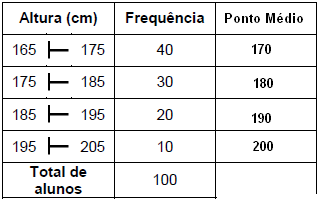 Altura (cm) Frequência Ponto Médio
165 175 40 170
175 185 30 180
185 195 20 190
195 205 10 200
Total de
alunos 100